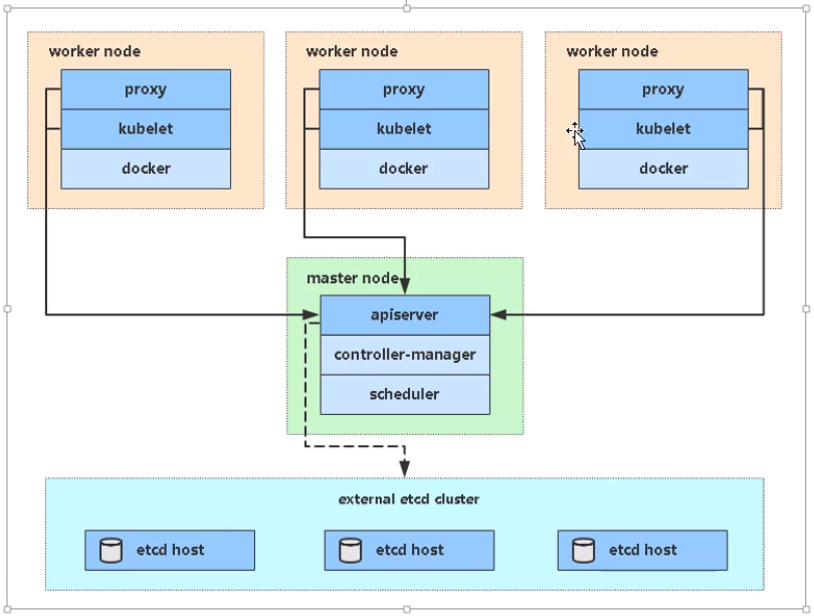 worker node
proxy
kubelet
docker
worker node
proxy
kubelet
docker
worker node
proxy
kubelet
docker
master node
apiserver
controller-manager
scheduler
external etcd cluster
etcd host
etcd host
etcd host